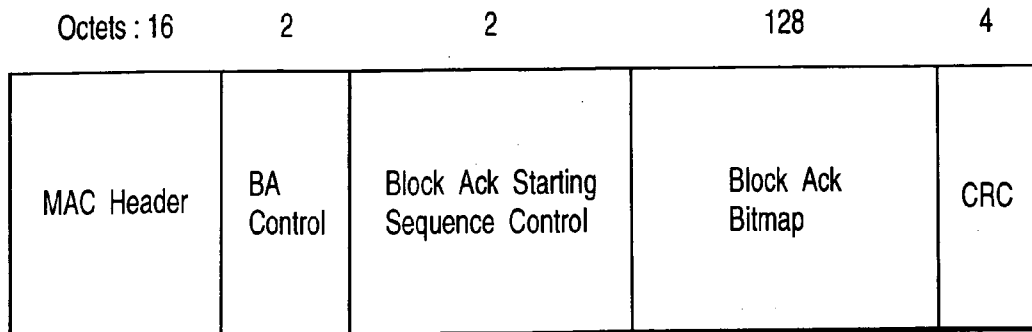 Octets : 16 2 2 128 4
MAC Header
BA
Control
Block Ack Starting
Sequence Control
Block Ack
Bitmap
CRC